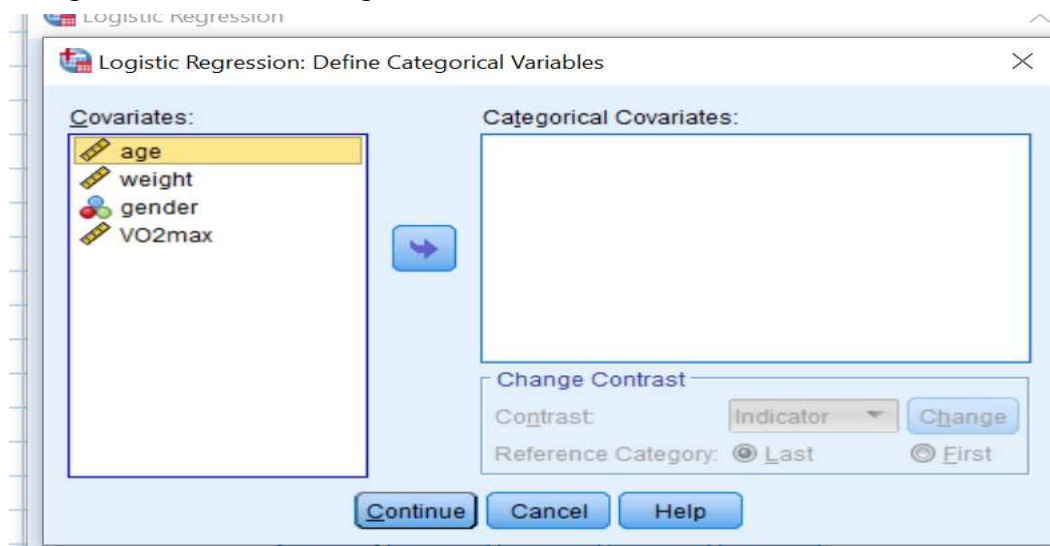 Logistic Regression
Logistic Regression: Define Categorical Variables
Covariates:
age
weight
gender
VO2max
Categorical Covariates:
Change Contrast
Contrast: Indicator Change
Reference Category: Last First
Continue Cancel Help